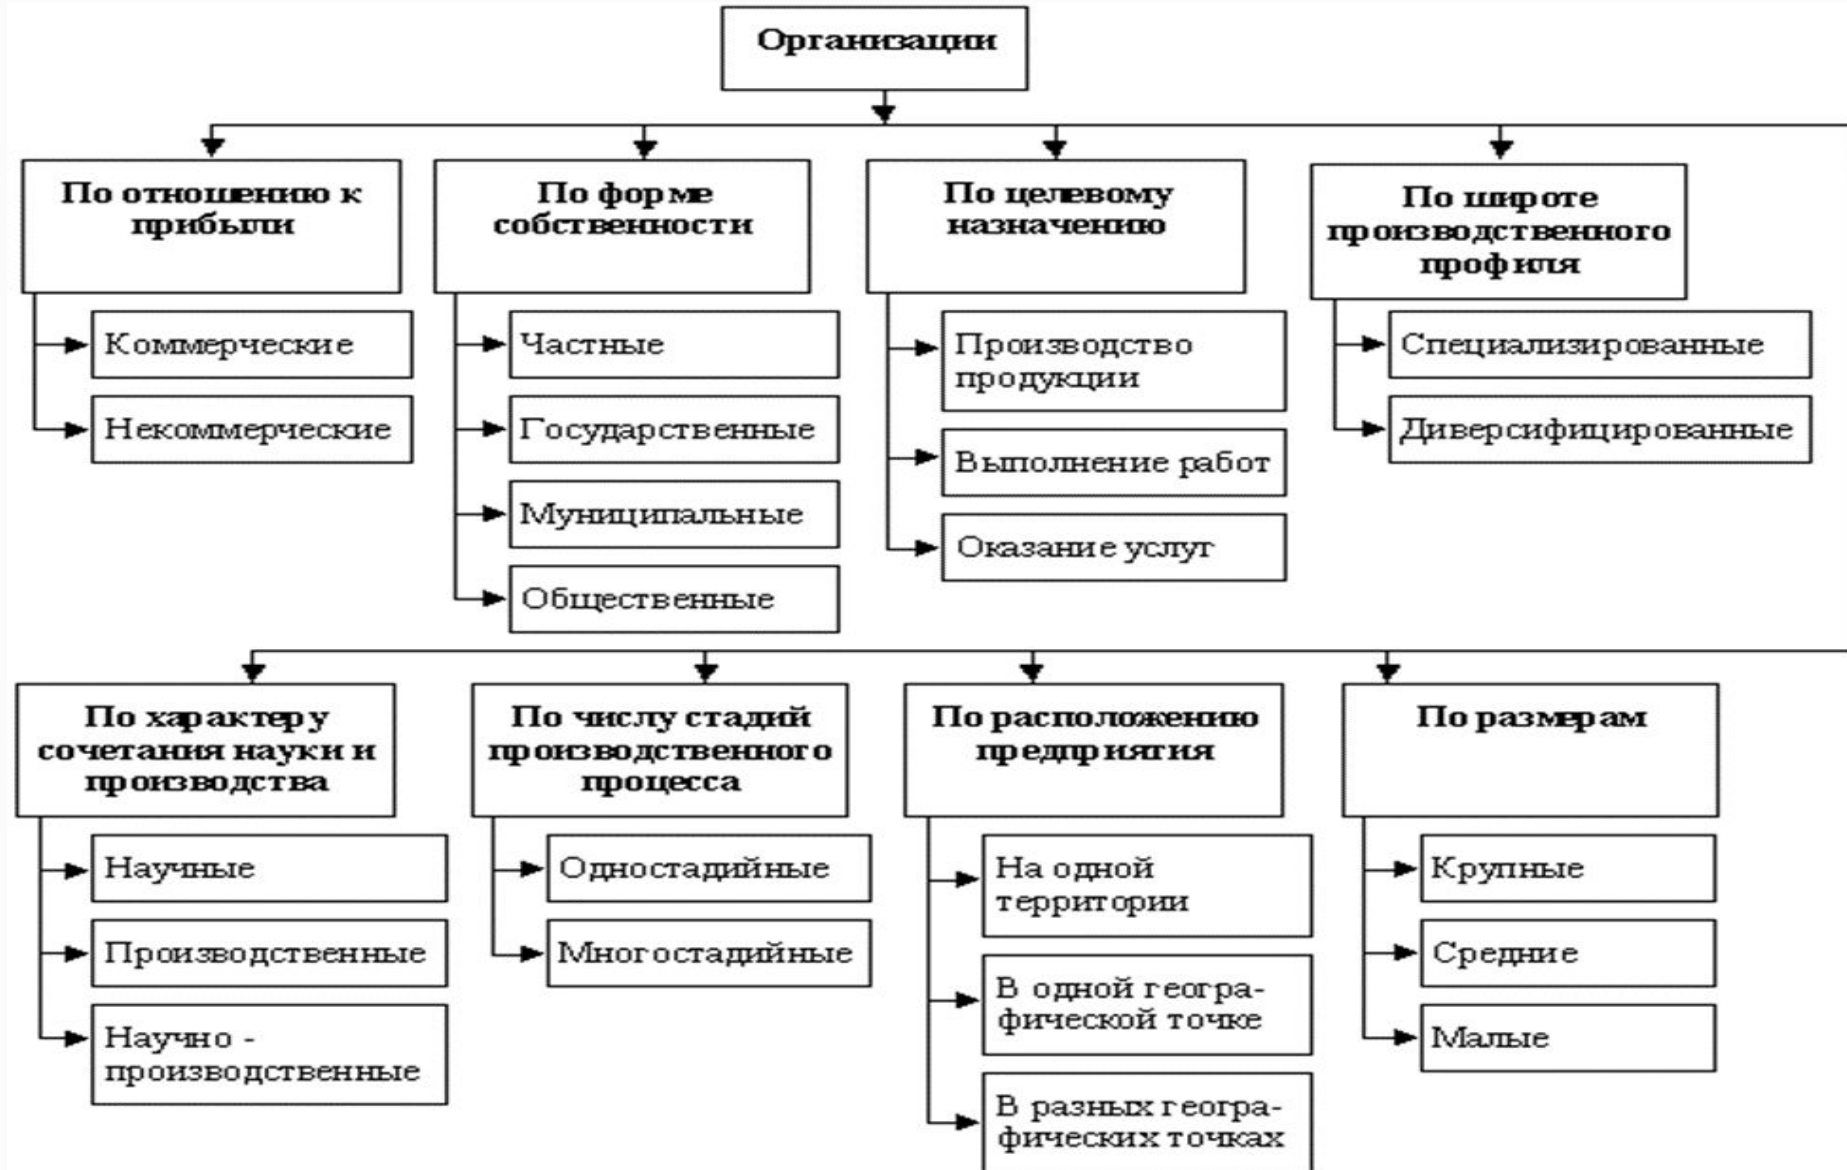 Организации
По отношению к
прибыли
Коммерческие
Некоммерческие
По форме
собственности
Частные
Государственные
Муниципальные
Общественные
По целевому
назначению
Производство
продукции
Выполнение работ
Оказание услуг
По широте
производственного
профиля
Специализированные
Диверсифицированные
По характеру
сочетания науки и
производства
Научные
Производственные
Научно -
производственные
По числу стадий
производственного
процесса
Одностадийные
Многостадийные
По расположению
предприятия
На одной
территории
В одной геогра-
фической точке
В разных геогра-
фических точках
По размерам
Крупные
Средние
Малые